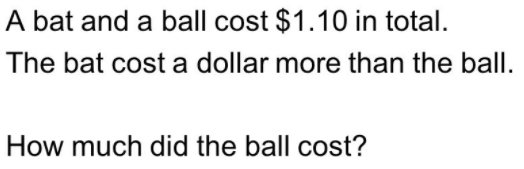 A bat and a ball cost $1.10 in total.
The bat cost a dollar more than the ball.
How much did the ball cost?